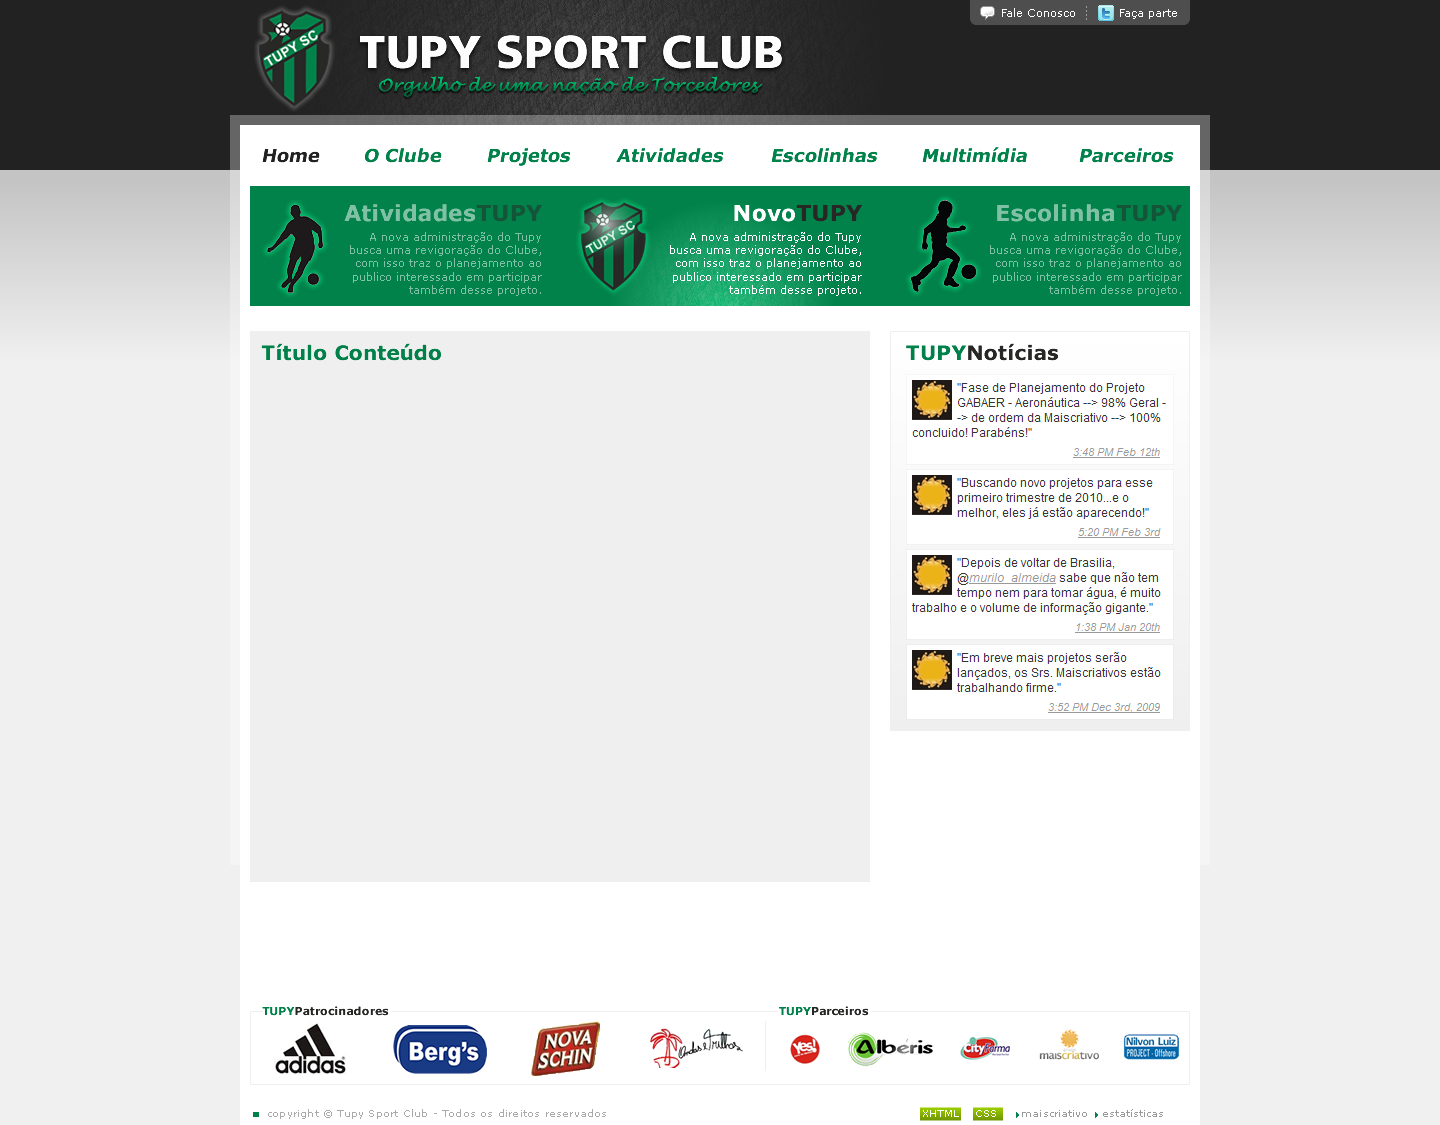 TUPY SC
TUPY SPORT CLUB
Orgulho de uma nação de Torcedores
Fale Conosco
Faça parte
Home
O Clube
Projetos
Atividades
Escolinhas
Multimídia
Parceiros
AtividadesTUPY
A nova administração do Tupy
busca uma revigoração do Clube,
com isso traz o planejamento ao
publico interessado em participar
também desse projeto.
TUPY SC
NovoTUPY
A nova administração do Tupy
busca uma revigoração do Clube,
com isso traz o planejamento ao
publico interessado em participar
também desse projeto.
EscolinhaTUPY
A nova administração do Tupy
busca uma revigoração do Clube,
com isso traz o planejamento ao
publico interessado em participar
também desse projeto.
Título Conteúdo
TUPYNotícias
"Fase de Planejamento do Projeto
GABAER - Aeronáutica --> 98% Geral -
-> de ordem da Maiscriativo --> 100%
concluido! Parabéns!"
3:48 PM Feb 12th
"Buscando novo projetos para esse
primeiro trimestre de 2010...e o
melhor, eles já estão aparecendo!"
5:20 PM Feb 3rd
"Depois de voltar de Brasilia,
@murilo_almeida sabe que não tem
tempo nem para tomar água, é muito
trabalho e o volume de informação gigante."
1:38 PM Jan 20th
"Em breve mais projetos serão
lançados, os Srs. Maiscriativos estão
trabalhando firme."
3:52 PM Dec 3rd, 2009
TUPYPatrocinadores
TUPYParceiros
adidas
Berg's
NOVA
SCHIN
Yes!
Albéris
CityFarma
maiscriativo
Nilvon Luiz
PROJECT - Offshore
copyright © Tupy Sport Club - Todos os direitos reservados
XHTML
CSS
maiscriativo
estatísticas